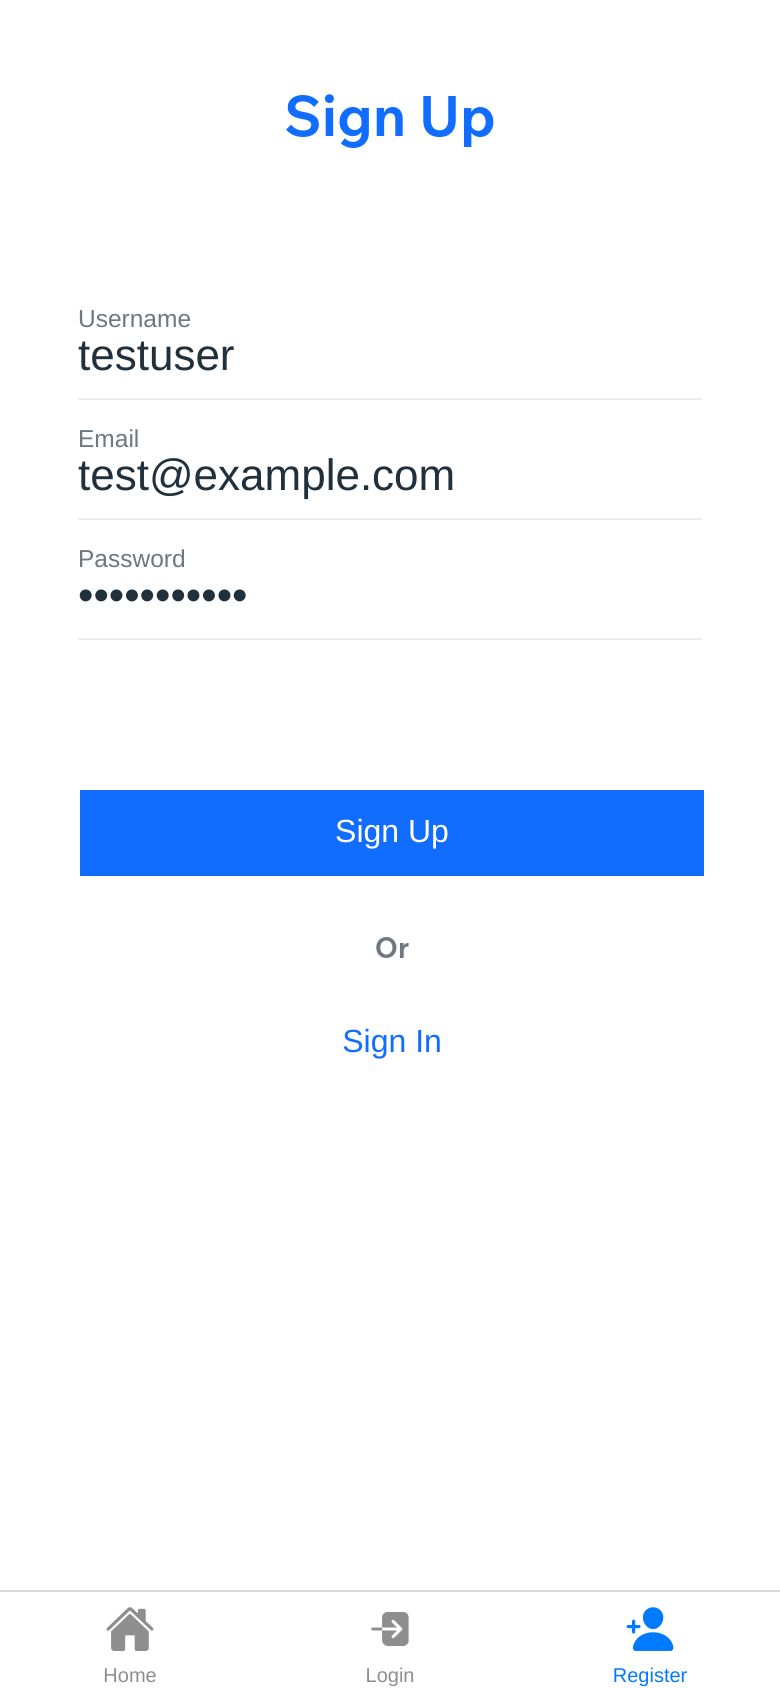 Sign Up
Username
testuser
Email
test@example.com
Password
•••••••••••
Sign Up
Or
Sign In
Home
Login
Register